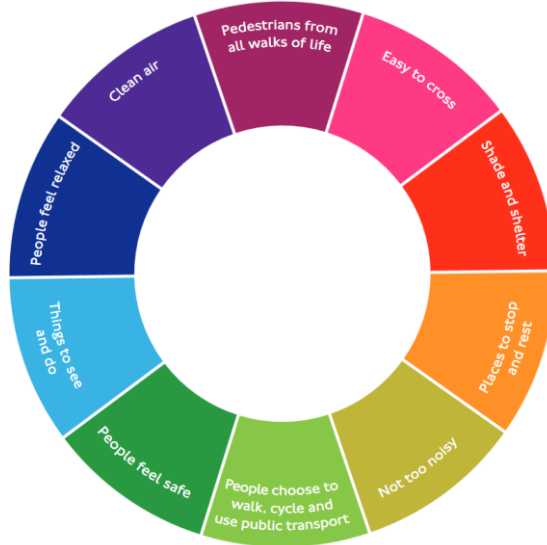 Pedestrians from
all walks of life
Easy to cross
Shade and shelter
Places to stop
and rest
Not too noisy
People choose to
walk, cycle and
use public transport
People feel safe
Things to see
and do
People feel relaxed
Clean air